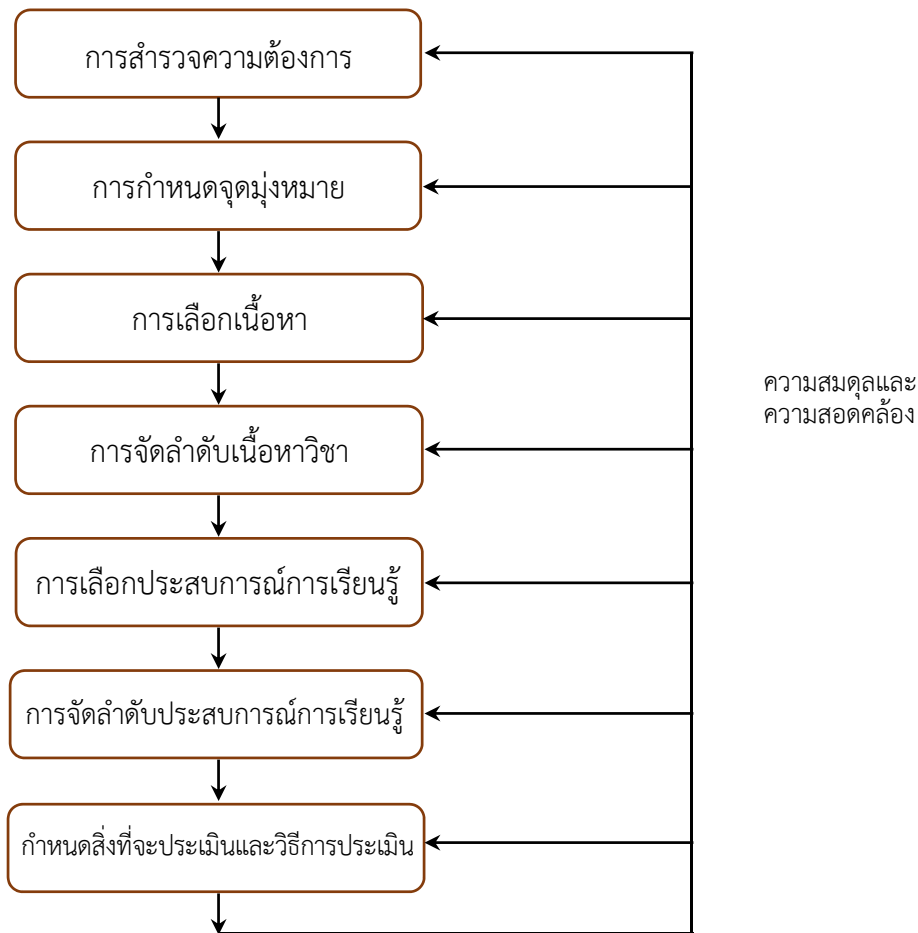 การสำรวจความต้องการ
การกำหนดจุดมุ่งหมาย
การเลือกเนื้อหา
การจัดลำดับเนื้อหาวิชา
การเลือกประสบการณ์การเรียนรู้
การจัดลำดับประสบการณ์การเรียนรู้
กำหนดสิ่งที่จะประเมินและวิธีการประเมิน
ความสมดุลและ
ความสอดคล้อง